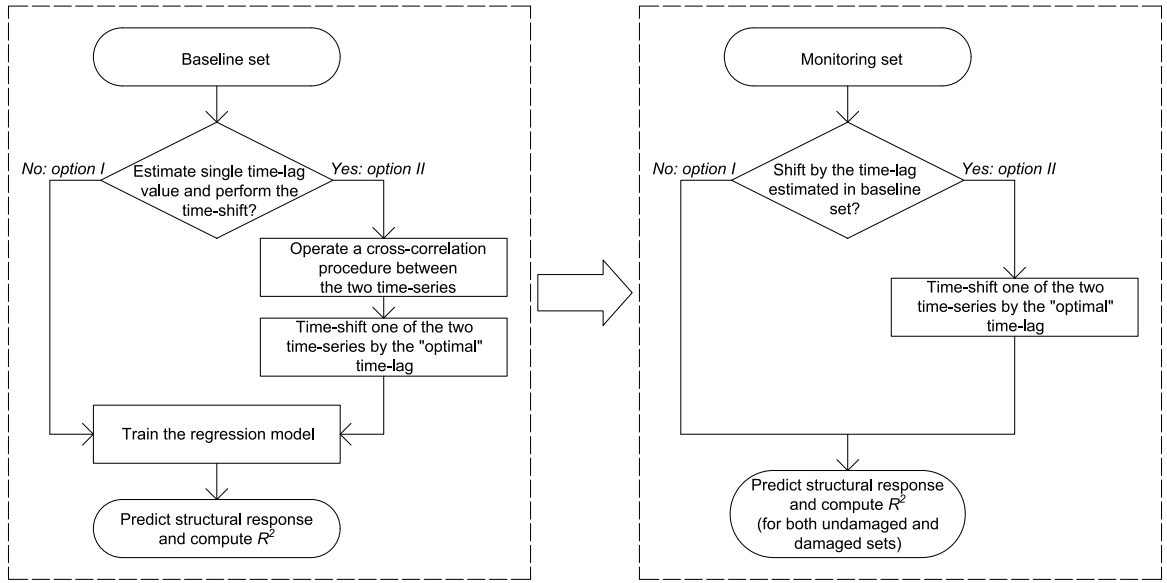 Baseline set
No: option I
Estimate single time-lag
value and perform the
time-shift?
Yes: option II
Operate a cross-correlation
procedure between
the two time-series
Time-shift one of the two
time-series by the "optimal"
time-lag
Train the regression model
Predict structural response
and compute R²
Monitoring set
No: option I
Shift by the time-lag
estimated in baseline
set?
Yes: option II
Time-shift one of the two
time-series by the "optimal"
time-lag
Predict structural response
and compute R²
(for both undamaged and
damaged sets)